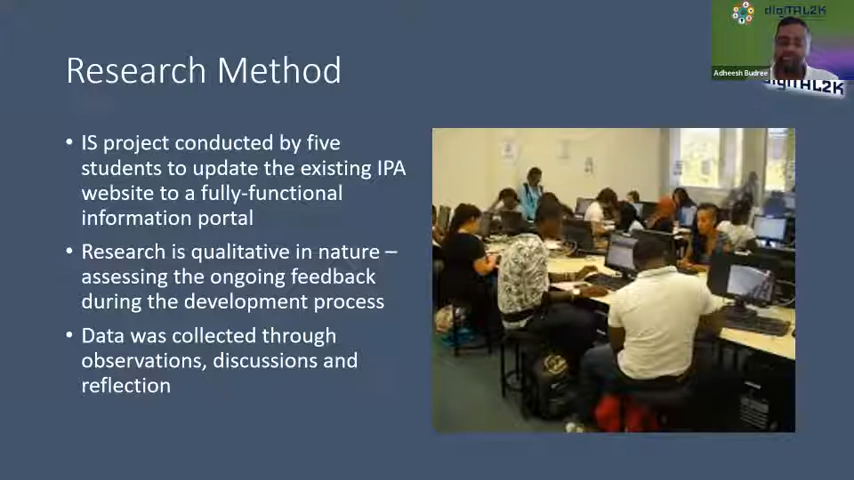 digiTAL2K
Adheesh Budree
digiTAL2K
Research Method
• IS project conducted by five
students to update the existing IPA
website to a fully-functional
information portal
• Research is qualitative in nature –
assessing the ongoing feedback
during the development process
• Data was collected through
observations, discussions and
reflection